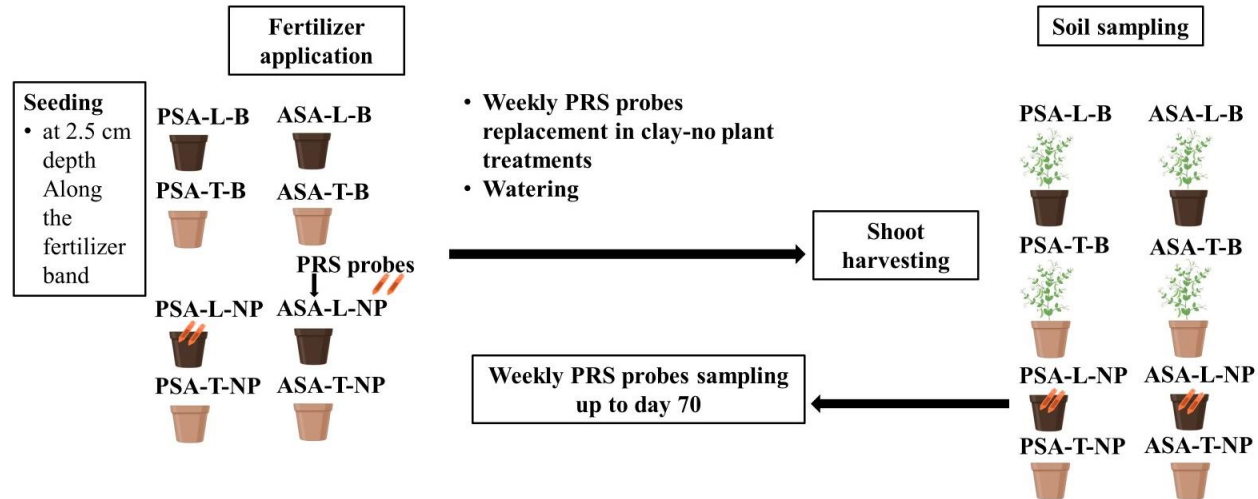 Fertilizer
application
Seeding
• at 2.5 cm
depth
Along
the
fertilizer
band
PSA-L-B ASA-L-B
PSA-T-B ASA-T-B
PRS probes
PSA-L-NP ASA-L-NP
PSA-T-NP ASA-T-NP
• Weekly PRS probes
replacement in clay-no plant
treatments
• Watering
Shoot
harvesting
Weekly PRS probes sampling
up to day 70
Soil sampling
PSA-L-B ASA-L-B
PSA-T-B ASA-T-B
PSA-L-NP ASA-L-NP
PSA-T-NP ASA-T-NP